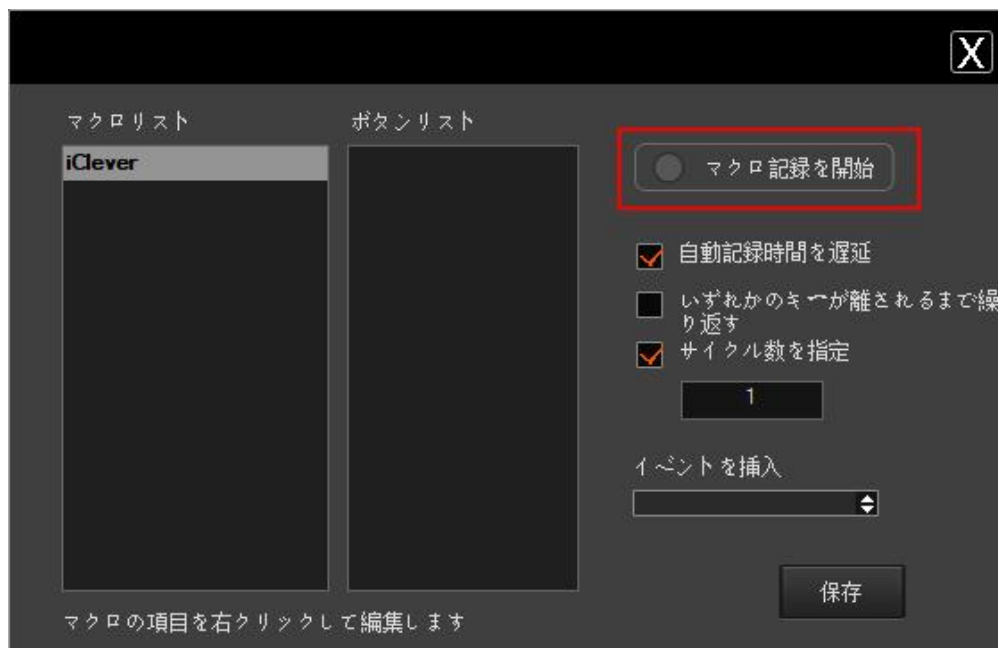 X
マクロリスト
ボタンリスト
iClever
マクロ記録を開始
自動記録時間を遅延
いずれかのキーが離されるまで繰
り返す
サイクル数を指定
1
イベントを挿入
保存
マクロの項目を右クリックして編集します